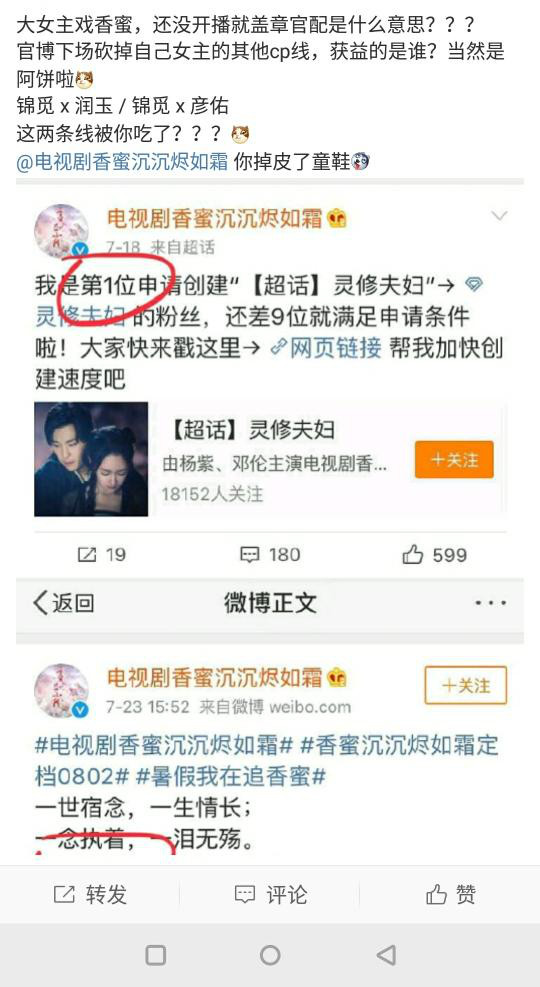 大女主戏香蜜，还没开播就盖章官配是什么意思？？？
官博下场砍掉自己女主的其他cp线，获益的是谁？当然是
阿饼啦
锦觅 x 润玉 / 锦觅 x 彦佑
这两条线被你吃了？？？
@电视剧香蜜沉沉烬如霜 你掉皮了童鞋
电视剧香蜜沉沉烬如霜
7-18 来自超话
我是第1位申请创建“【超话】灵修夫妇”→
灵修夫妇 的粉丝，还差9位就满足申请条件
啦！大家快来戳这里→ 网页链接 帮我加快创
建速度吧
【超话】灵修夫妇
由杨紫、邓伦主演电视剧香...
18152人关注
＋关注
19
180
599
返回
微博正文
电视剧香蜜沉沉烬如霜
＋关注
7-23 15:52 来自微博 weibo.com
#电视剧香蜜沉沉烬如霜# #香蜜沉沉烬如霜定
档0802# #暑假我在追香蜜#
一世宿念，一生情长；
一念执着，一泪无殇。
转发
评论
赞